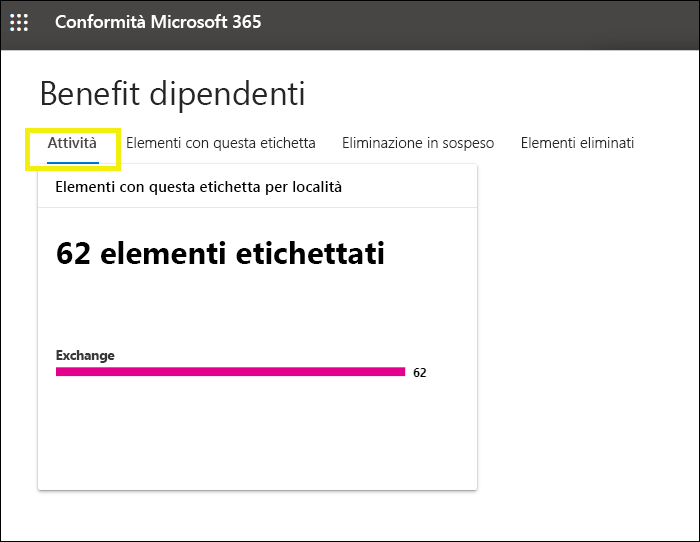 Conformità Microsoft 365
Benefit dipendenti
Attività Elementi con questa etichetta Eliminazione in sospeso Elementi eliminati
Elementi con questa etichetta per località
62 elementi etichettati
Exchange
62